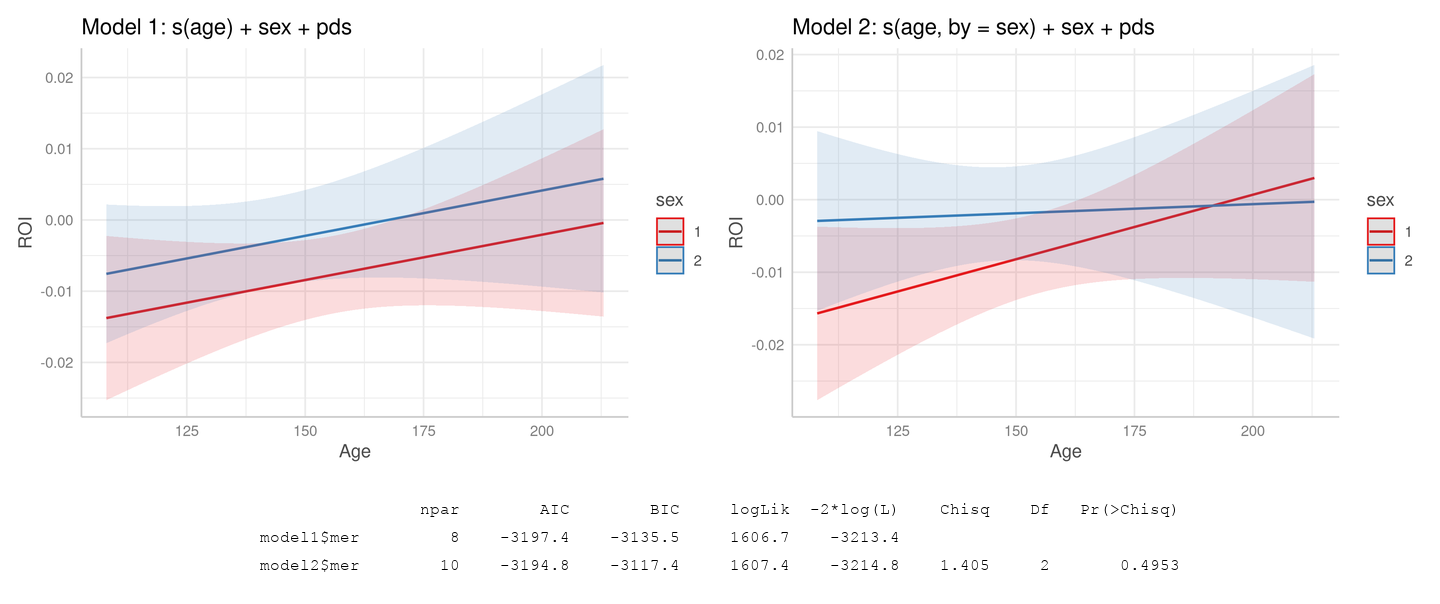 Model 1: s(age) + sex + pds
0.02
0.01
0.00
-0.01
-0.02
ROI
125 150 175 200
Age
sex
1
2
Model 2: s(age, by = sex) + sex + pds
0.02
0.01
0.00
-0.01
-0.02
ROI
125 150 175 200
Age
sex
1
2
npar AIC BIC logLik -2*log(L) Chisq Df Pr(>Chisq)
model1$mer 8 -3197.4 -3135.5 1606.7 -3213.4
model2$mer 10 -3194.8 -3117.4 1607.4 -3214.8 1.405 2 0.4953